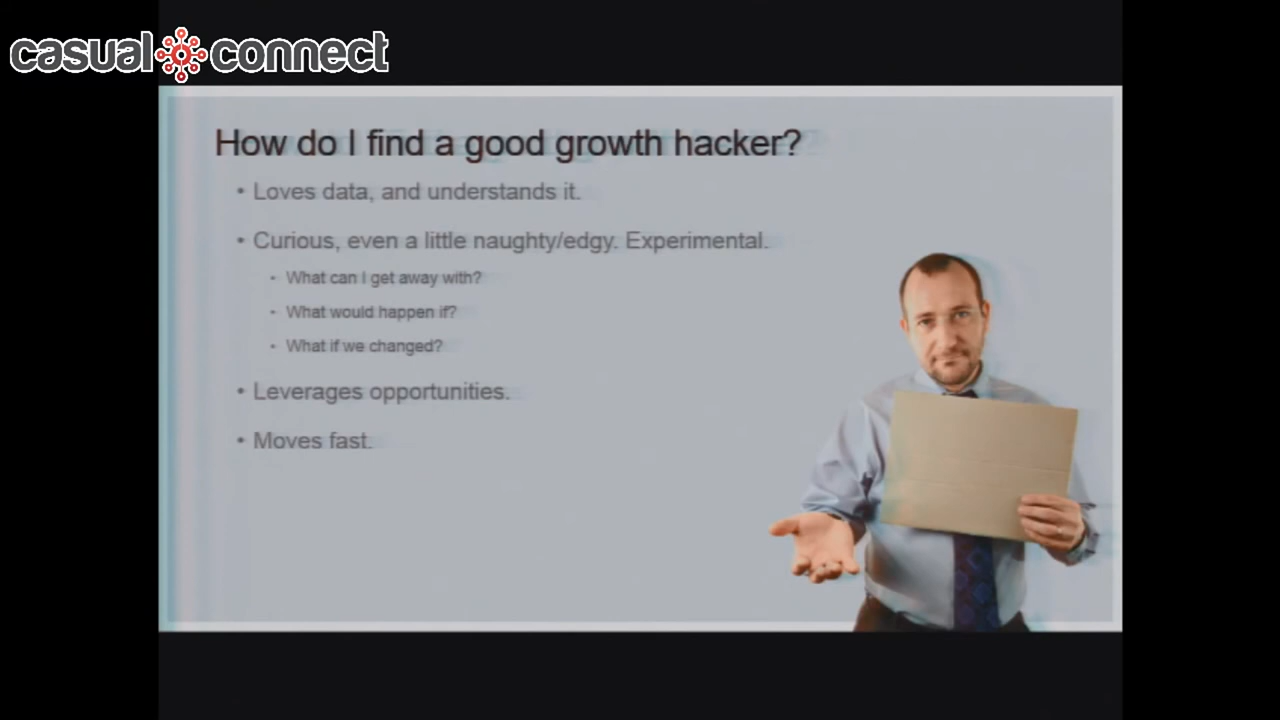 casual connect
How do I find a good growth hacker?
• Loves data, and understands it.
• Curious, even a little naughty/edgy. Experimental.
• What can I get away with?
• What would happen if?
• What if we changed?
• Leverages opportunities.
• Moves fast.